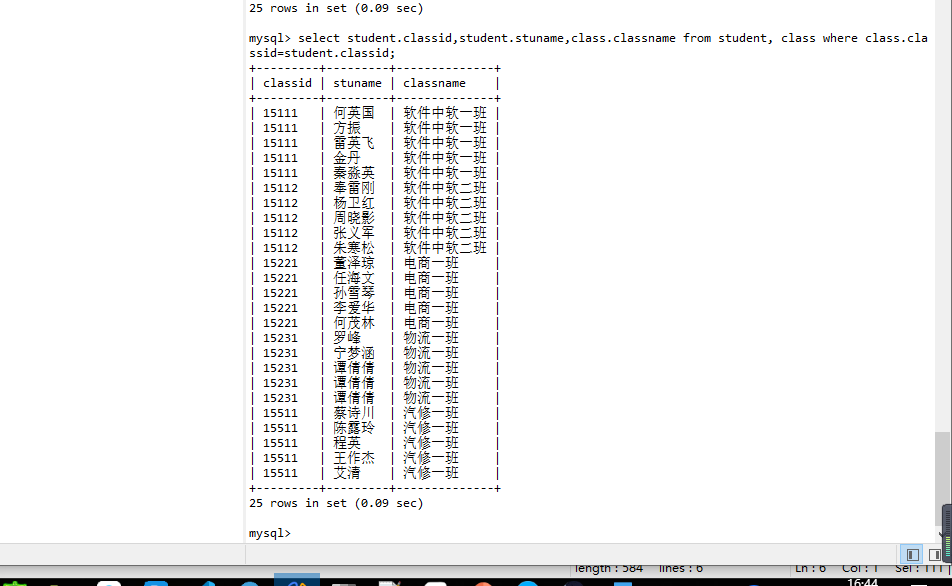 25 rows in set (0.09 sec)
mysql> select student.classid,student.stuname,class.classname from student, class where class.cla
ssid=student.classid;
+---------+---------+--------------+
| classid | stuname | classname    |
+---------+---------+--------------+
| 15111   | 何英国  | 软件中软一班 |
| 15111   | 方振    | 软件中软一班 |
| 15111   | 雷英飞  | 软件中软一班 |
| 15111   | 金丹    | 软件中软一班 |
| 15111   | 秦淼英  | 软件中软一班 |
| 15112   | 奉雷刚  | 软件中软二班 |
| 15112   | 杨卫红  | 软件中软二班 |
| 15112   | 周晓影  | 软件中软二班 |
| 15112   | 张义军  | 软件中软二班 |
| 15112   | 朱寒松  | 软件中软二班 |
| 15221   | 董泽琼  | 电商一班     |
| 15221   | 任海文  | 电商一班     |
| 15221   | 孙雪琴  | 电商一班     |
| 15221   | 李爱华  | 电商一班     |
| 15221   | 何茂林  | 电商一班     |
| 15231   | 罗峰    | 物流一班     |
| 15231   | 宁梦涵  | 物流一班     |
| 15231   | 谭倩倩  | 物流一班     |
| 15231   | 谭倩倩  | 物流一班     |
| 15231   | 谭倩倩  | 物流一班     |
| 15511   | 蔡诗川  | 汽修一班     |
| 15511   | 陈露玲  | 汽修一班     |
| 15511   | 程英    | 汽修一班     |
| 15511   | 王作杰  | 汽修一班     |
| 15511   | 艾清    | 汽修一班     |
+---------+---------+--------------+
25 rows in set (0.09 sec)
mysql>
length : 584    lines : 6    Ln : 6    Col : 1    Sel : 111
16:44